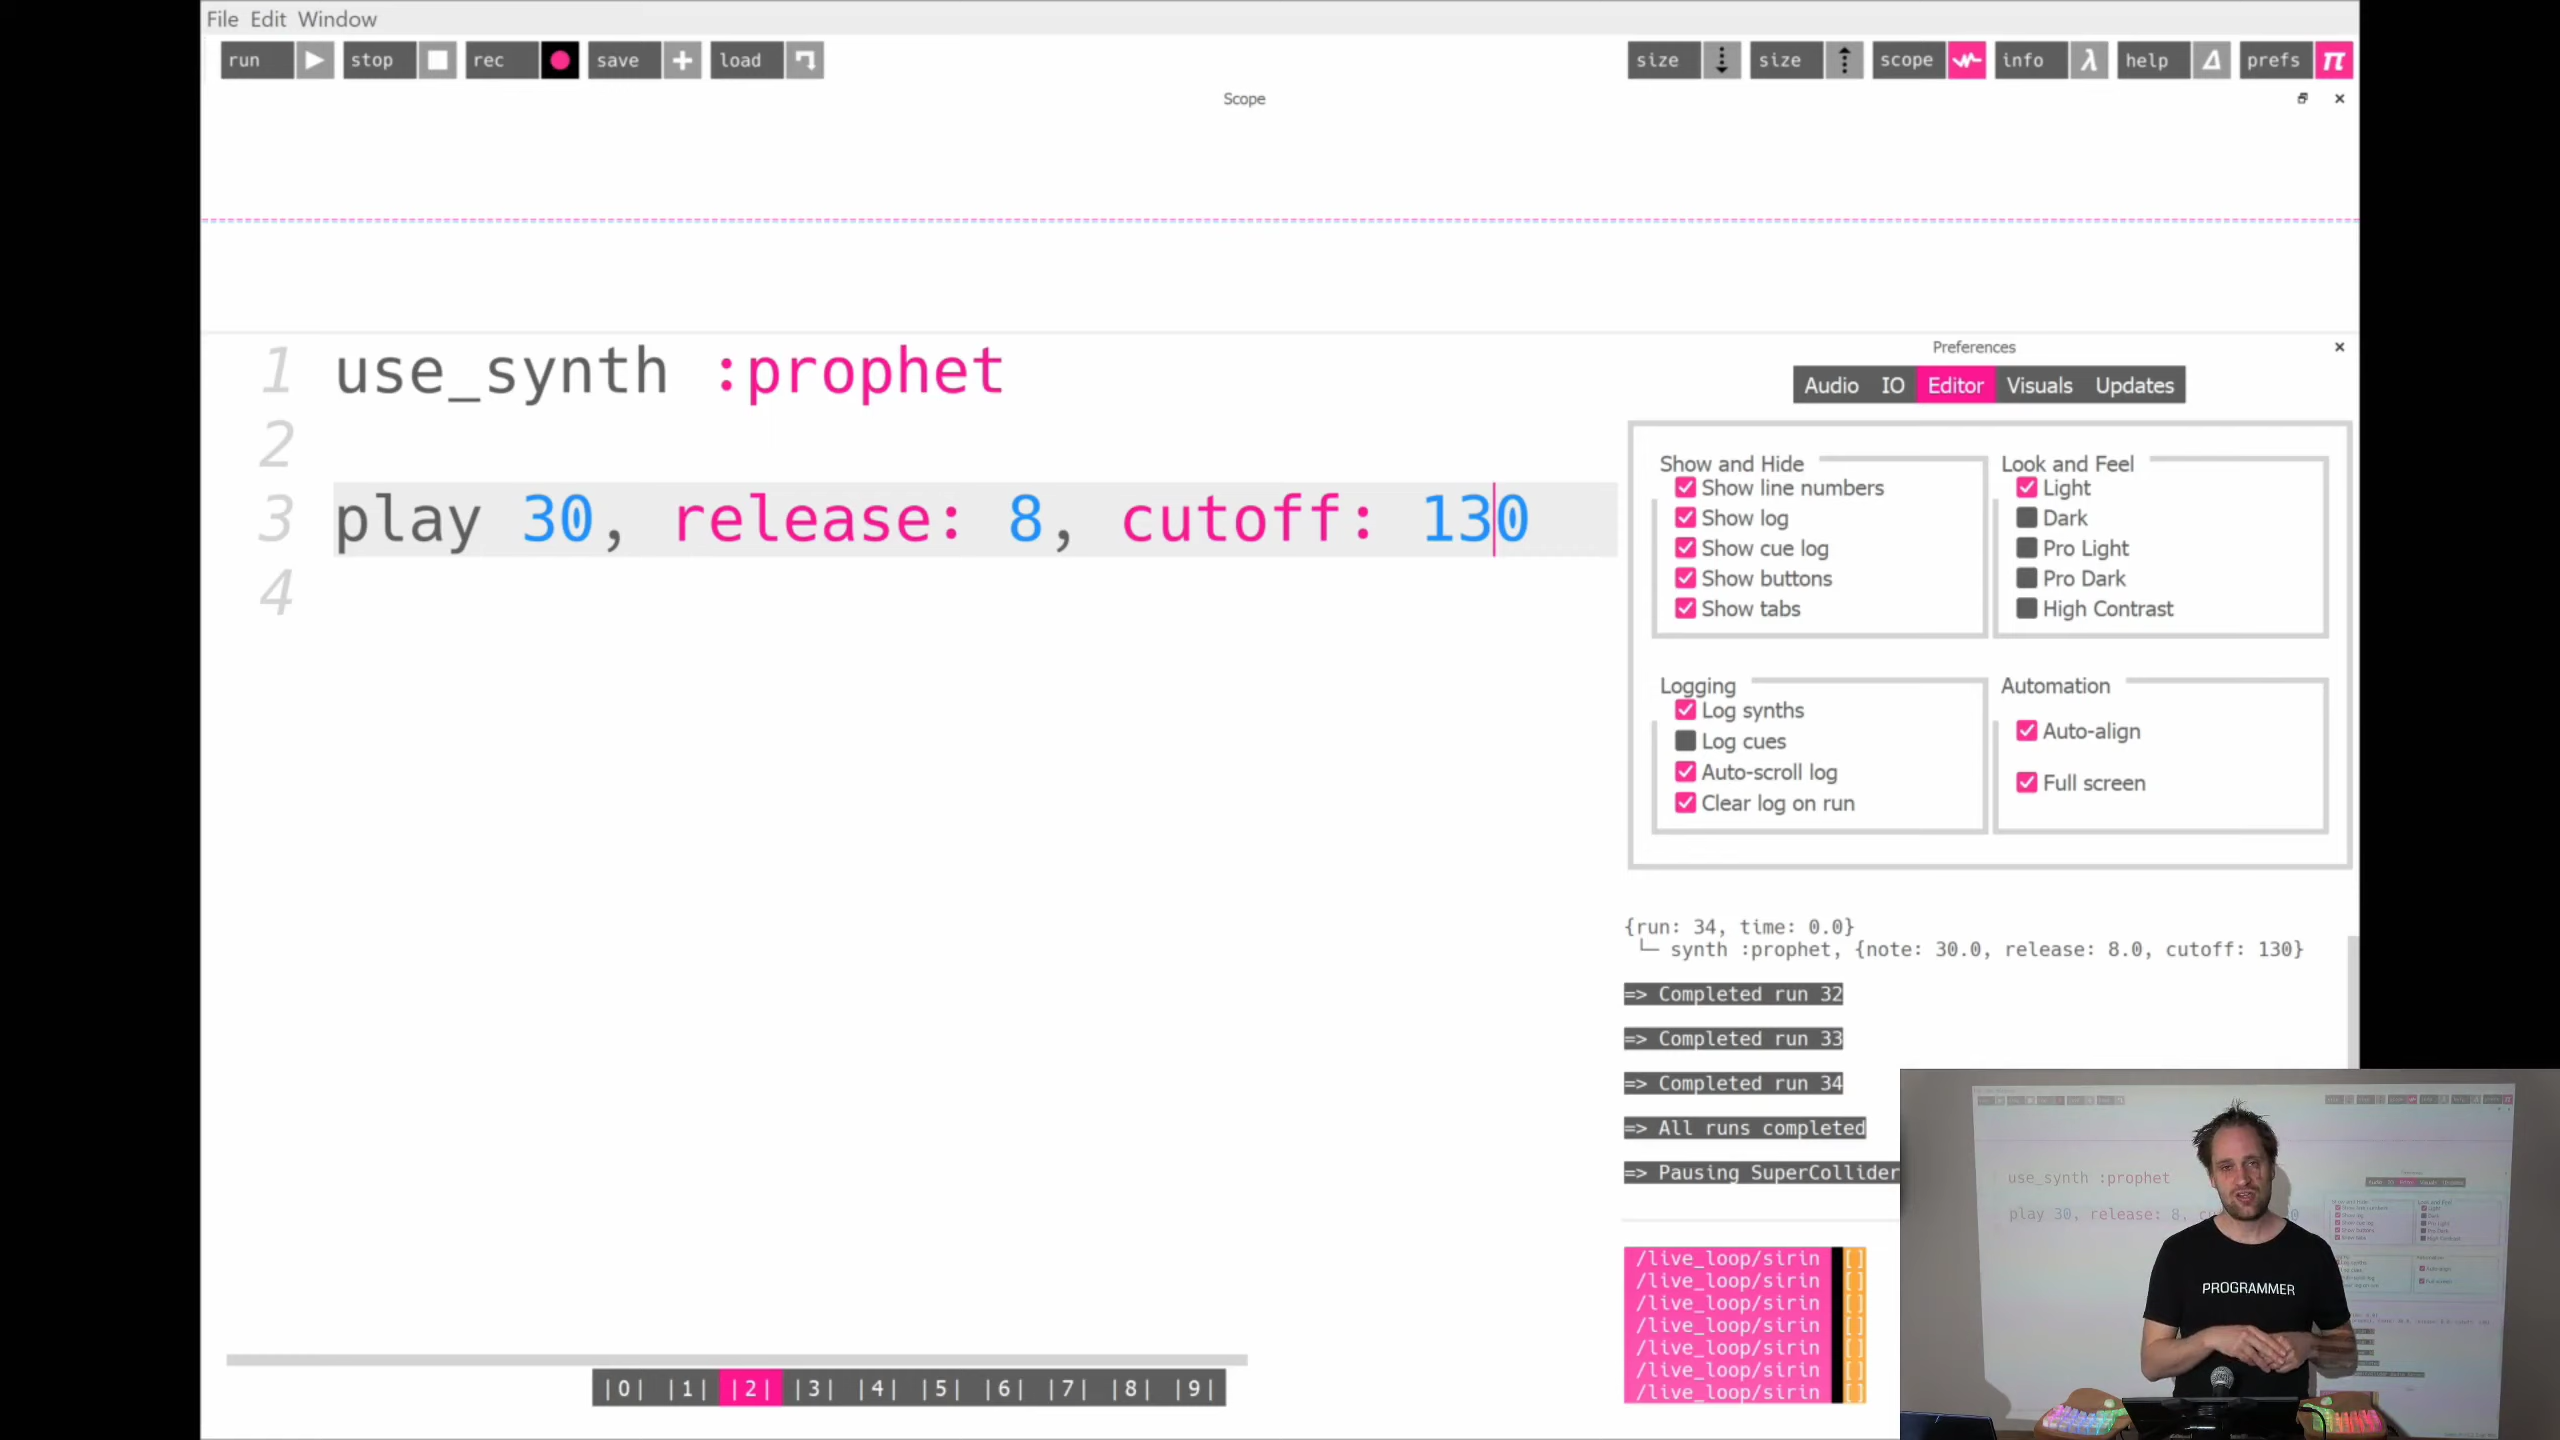 File Edit Window
run stop rec save load size size scope info help prefs
Scope
1 use_synth :prophet
2
3 play 30, release: 8, cutoff: 130
4
Preferences
Audio IO Editor Visuals Updates
Show and Hide
Show line numbers
Show log
Show cue log
Show buttons
Show tabs
Look and Feel
Light
Dark
Pro Light
Pro Dark
High Contrast
Logging
Log synths
Log cues
Auto-scroll log
Clear log on run
Automation
Auto-align
Full screen
{run: 34, time: 0.0}
└─ synth :prophet, {note: 30.0, release: 8.0, cutoff: 130}
=> Completed run 32
=> Completed run 33
=> Completed run 34
=> All runs completed
=> Pausing SuperCollider
/live_loop/sirin []
/live_loop/sirin []
/live_loop/sirin []
/live_loop/sirin []
/live_loop/sirin []
/live_loop/sirin []
/live_loop/sirin []
|0| |1| |2| |3| |4| |5| |6| |7| |8| |9|
use_synth :prophet
play 30, release: 8,
PROGRAMMER